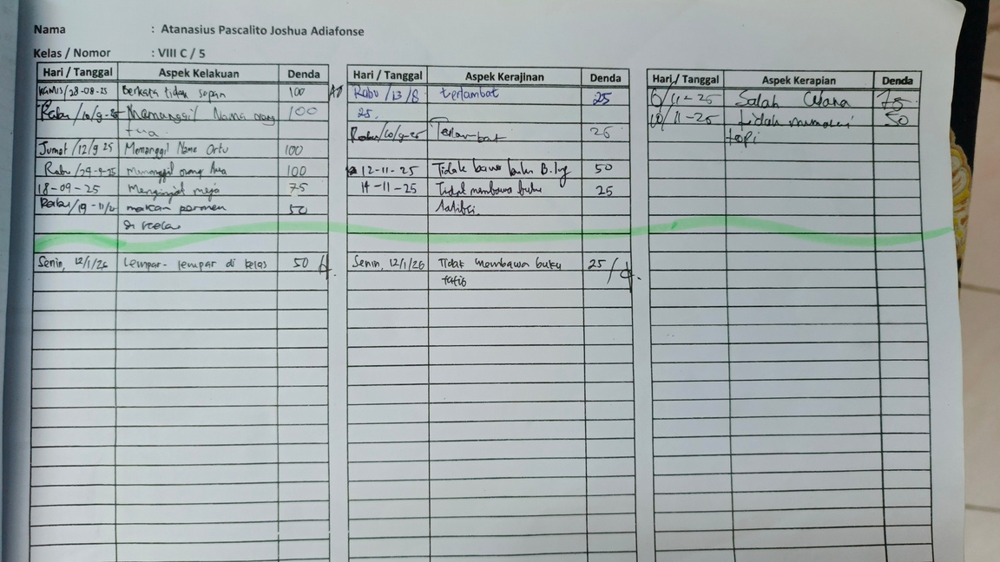 Nama : Atanasius Pascalito Joshua Adiafonse
Kelas / Nomor : VIII C / 5
Hari / Tanggal Aspek Kelakuan Denda
Kamis/28-08-25 Berkata tidak sopan 100
Rabu/10/9-25 Memanggil Nama orang 100
tua.
Jumat/12/9 25 Memanggil Nama Ortu 100
Rabu/24-9-25 Memanggil orang tua 100
18-09-25 Menginjat meja 75
Rabu/19-11/2 makan permen 50
di kelas
Senin, 12/1/26 Lempar-lempar di kelas 50
Hari / Tanggal Aspek Kerajinan Denda
Rabu/13/8 terlambat 25
25.
Rabu/10/9-25 Terlambat 25
12-11-25 Tidak bawa buku B.Ing 50
14-11-25 Tidak membawa buku 25
tatibsi.
Senin, 12/1/26 Tidak membawa buku 25/
tatib
Hari / Tanggal Aspek Kerapian Denda
6/11-25 Salah Celana 75
10/11-25 tidak memakai 50
topi